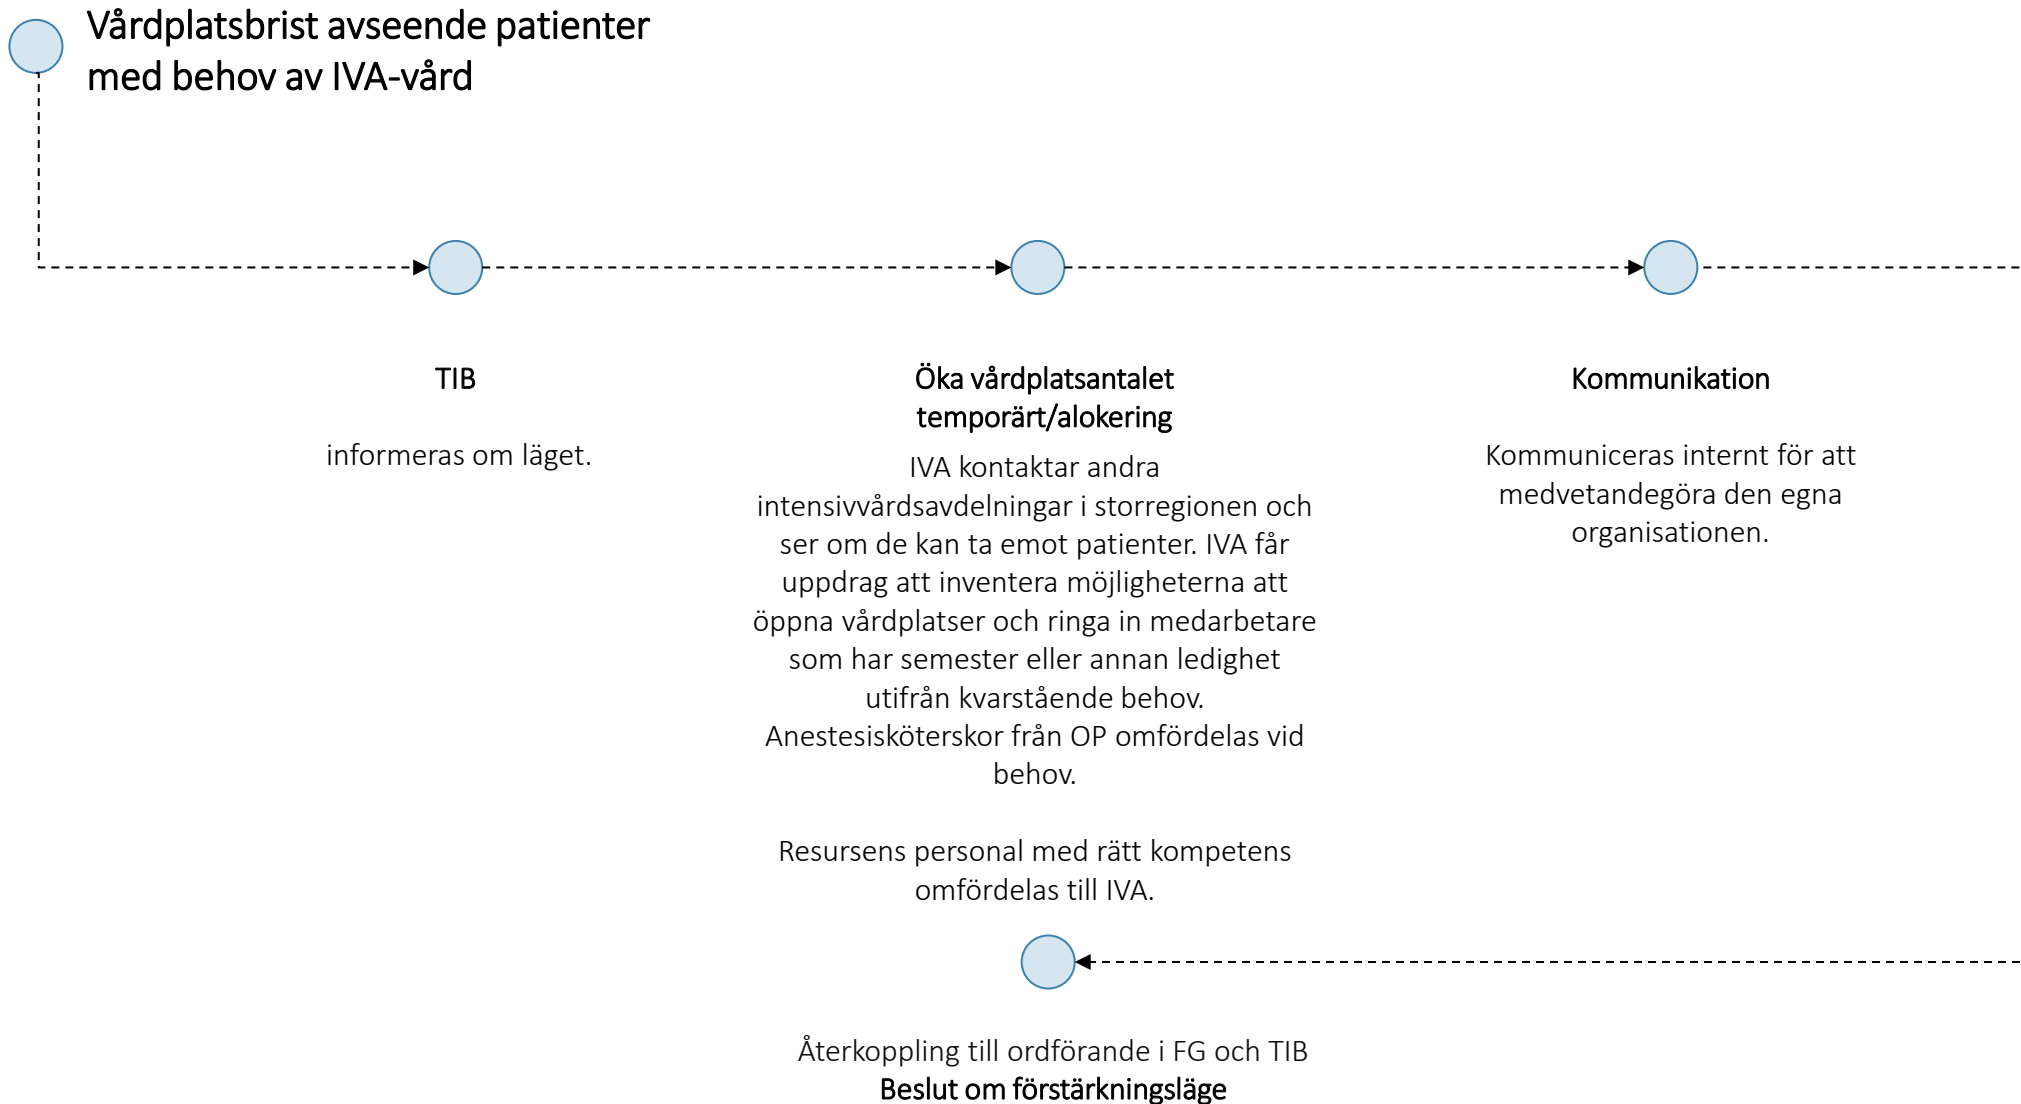 Vårdplatsbrist avseende patienter
med behov av IVA-vård
TIB
informeras om läget.
Öka vårdplatsantalet
temporärt/alokering
IVA kontaktar andra
intensivvårdsavdelningar i storregionen och
ser om de kan ta emot patienter. IVA får
uppdrag att inventera möjligheterna att
öppna vårdplatser och ringa in medarbetare
som har semester eller annan ledighet
utifrån kvarstående behov.
Anestesisköterskor från OP omfördelas vid
behov.
Resursens personal med rätt kompetens
omfördelas till IVA.
Kommunikation
Kommuniceras internt för att
medvetandegöra den egna
organisationen.
Återkoppling till ordförande i FG och TIB
Beslut om förstärkningsläge